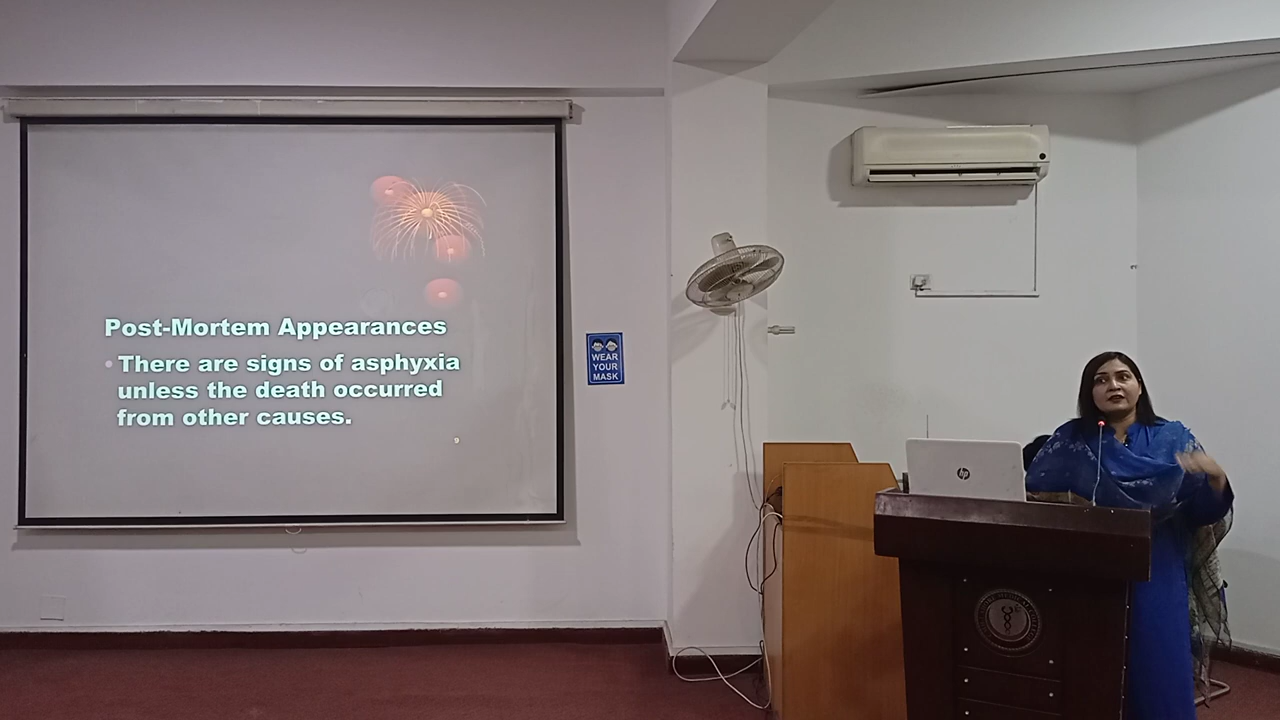 Post-Mortem Appearances
There are signs of asphyxia
unless the death occurred
from other causes.
9
WEAR
YOUR
MASK
hp